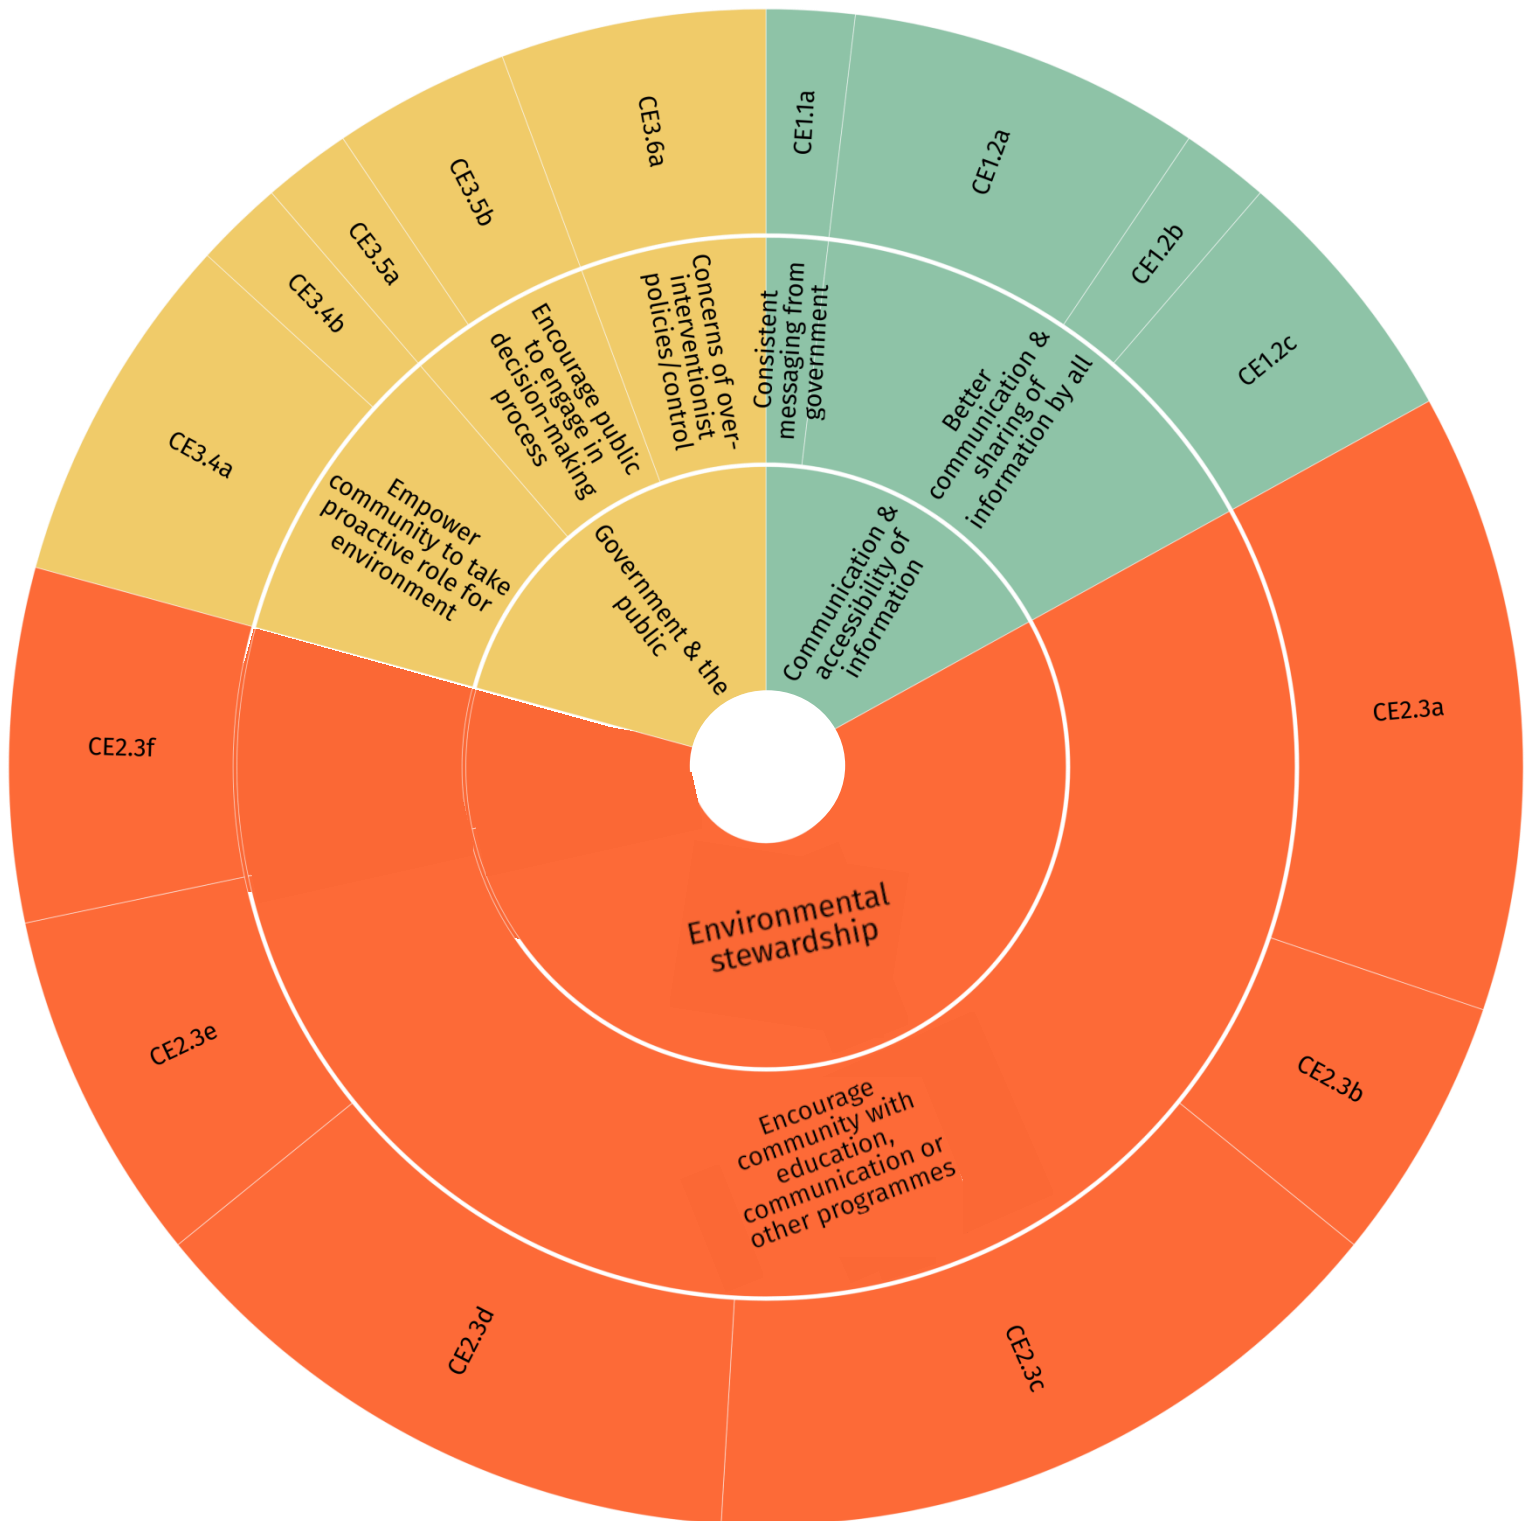 CE1.1a
CE1.2a
CE1.2b
CE1.2c
CE2.3a
CE2.3b
CE2.3c
CE2.3d
CE2.3e
CE2.3f
CE3.4a
CE3.4b
CE3.5a
CE3.5b
CE3.6a
Consistent
messaging from
government
Better
communication &
sharing of
information by all
Encourage
community with
education,
communication or
other programmes
Empower
community to take
proactive role for
environment
Encourage public
to engage in
decision-making
process
Concerns of over-
interventionist
policies/control
Communication &
accessibility of
information
Environmental
stewardship
Government & the
public